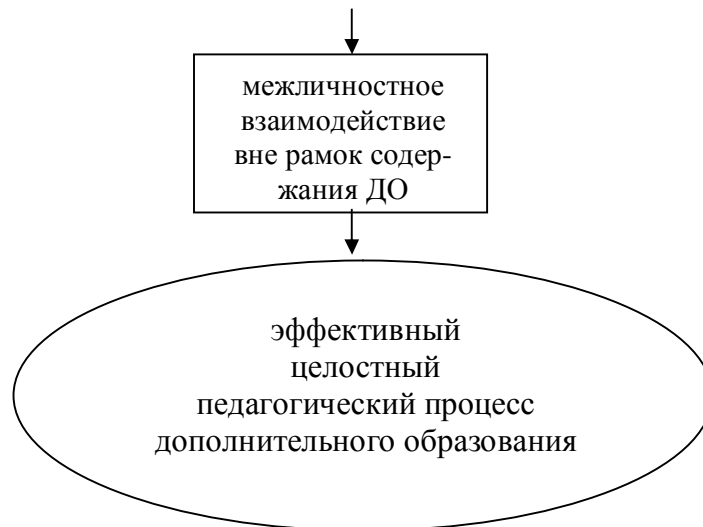 межличностное
взаимодействие
вне рамок содер-
жания ДО
эффективный
целостный
педагогический процесс
дополнительного образования